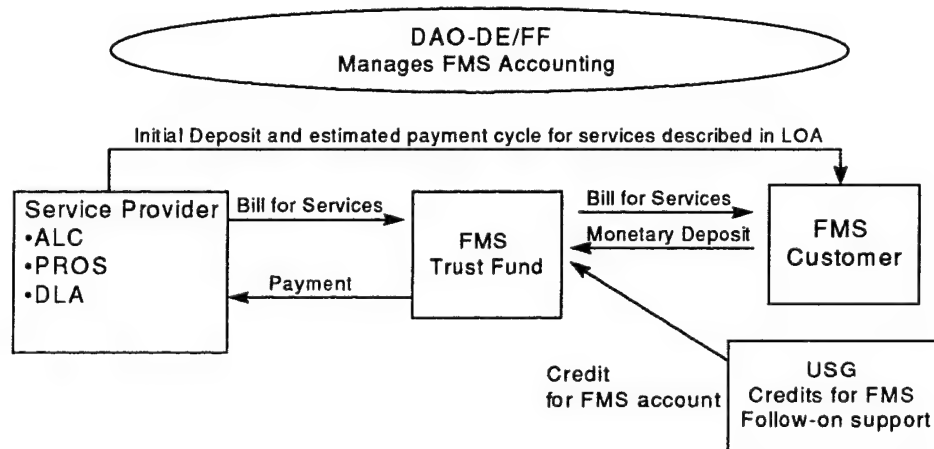 DAO-DE/FF
Manages FMS Accounting
Initial Deposit and estimated payment cycle for services described in LOA
Service Provider
•ALC
•PROS
•DLA
Bill for Services
Payment
FMS
Trust Fund
Bill for Services
Monetary Deposit
FMS
Customer
Credit
for FMS account
USG
Credits for FMS
Follow-on support